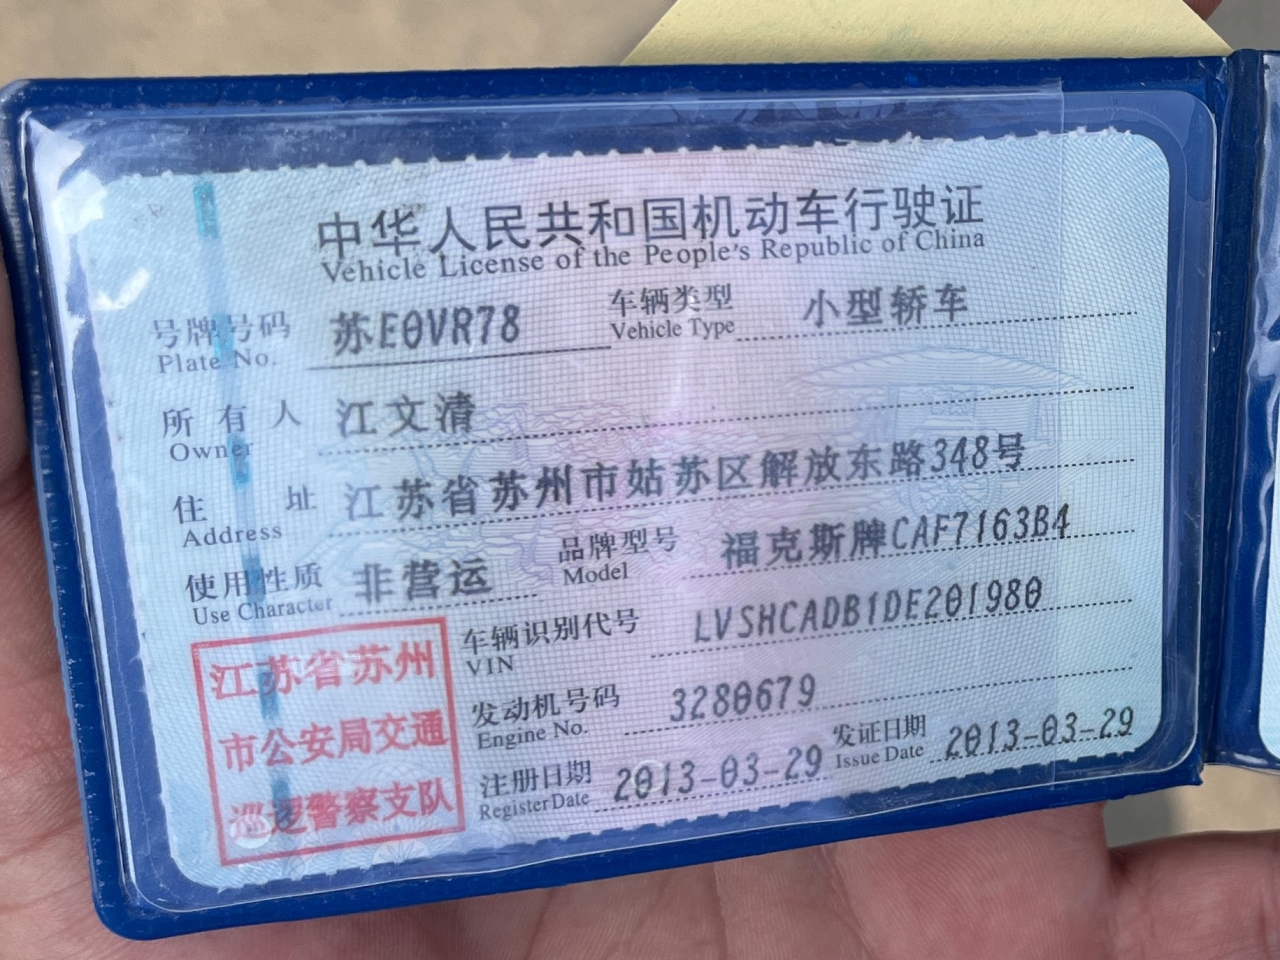 中华人民共和国机动车行驶证
Vehicle License of the People's Republic of China
号牌号码 苏E0VR78 车辆类型 小型轿车
Plate No. Vehicle Type
所有人 江文清
Owner
住址 江苏省苏州市姑苏区解放东路348号
Address
使用性质 非营运 品牌型号 福克斯牌CAF7163B4
Use Character Model
车辆识别代号 LVSHCADB1DE201980
VIN
发动机号码 3280679
Engine No.
注册日期 2013-03-29 发证日期 2013-03-29
Register Date Issue Date
江苏省苏州
市公安局交通
巡逻警察支队